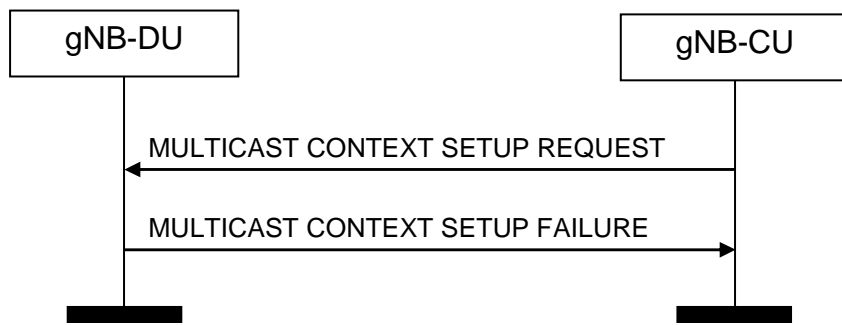 gNB-DU
gNB-CU
MULTICAST CONTEXT SETUP REQUEST
MULTICAST CONTEXT SETUP FAILURE